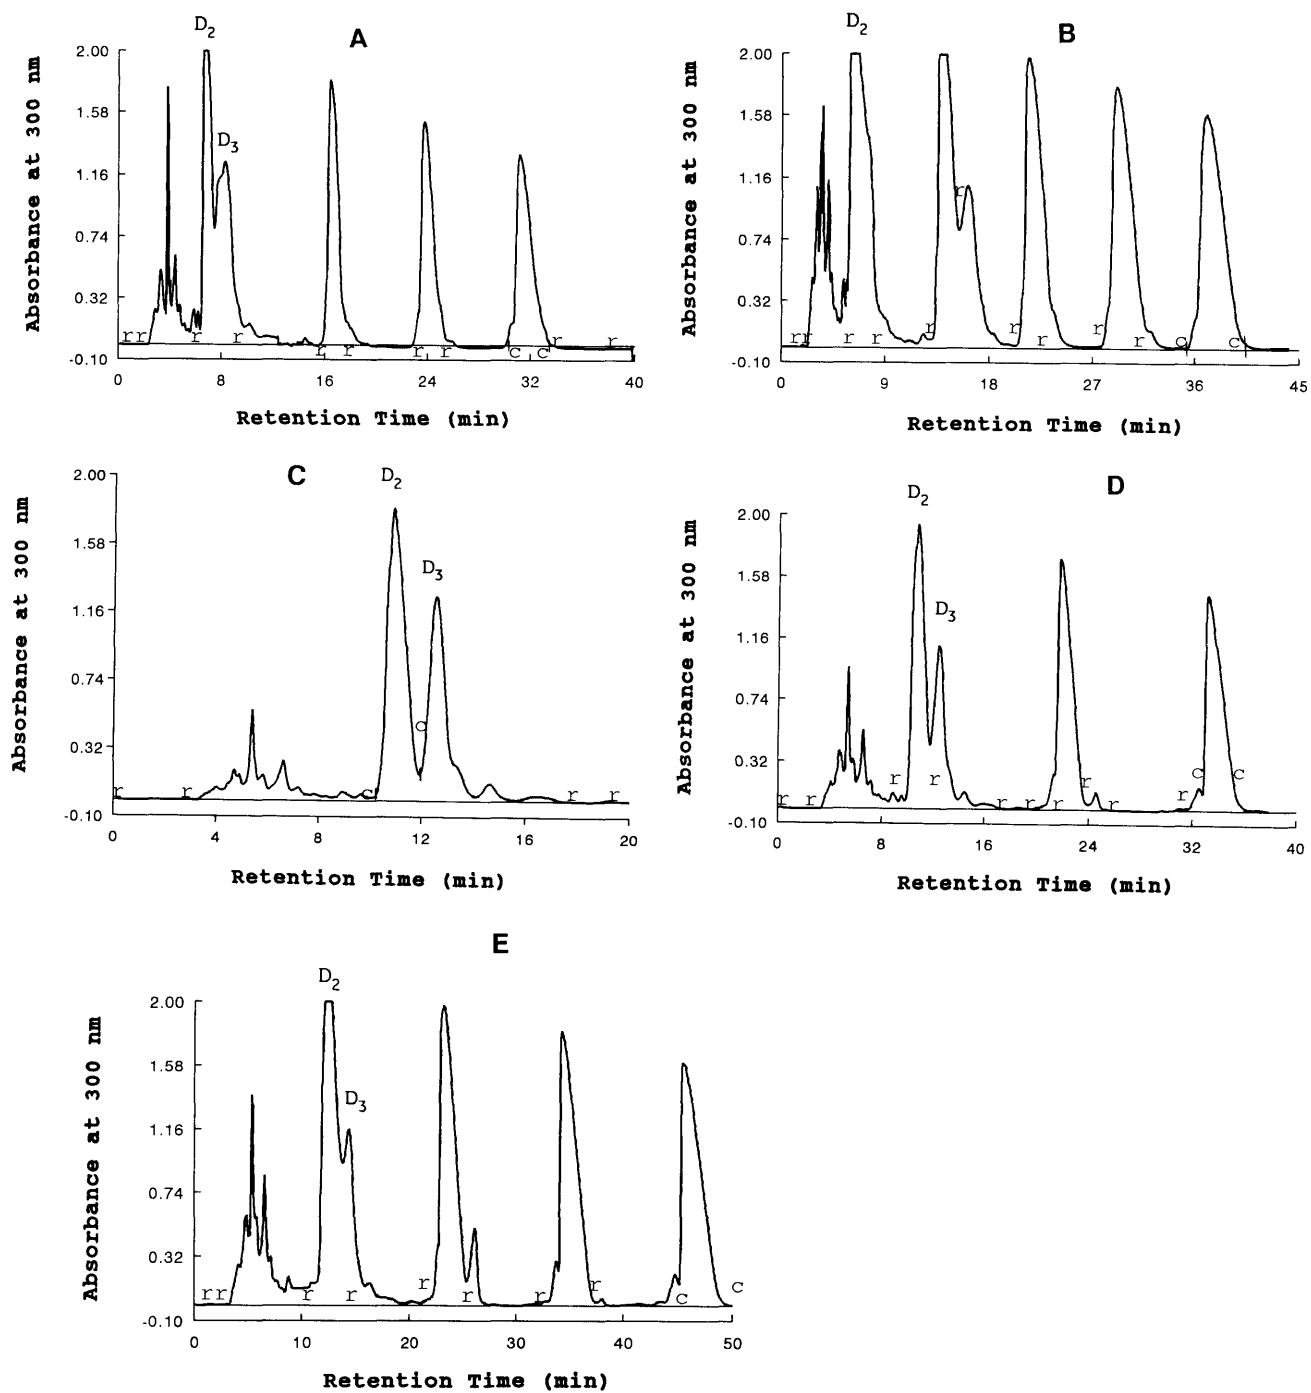 A
D2
D3
Absorbance at 300 nm
2.00
1.58
1.16
0.74
0.32
-0.10
r r r r r r r r c c r r
0 8 16 24 32 40
Retention Time (min)
B
D2
Absorbance at 300 nm
2.00
1.58
1.16
0.74
0.32
-0.10
r
r r r r r r r r r c c
0 9 18 27 36 45
Retention Time (min)
C
D2
D3
Absorbance at 300 nm
2.00
1.58
1.16
0.74
0.32
-0.10
c
r r c r r
0 4 8 12 16 20
Retention Time (min)
D
D2
D3
Absorbance at 300 nm
2.00
1.58
1.16
0.74
0.32
-0.10
r r r r r r r r r r c c
0 8 16 24 32 40
Retention Time (min)
E
D2
D3
Absorbance at 300 nm
2.00
1.58
1.16
0.74
0.32
-0.10
r r r r r r r r c c
0 10 20 30 40 50
Retention Time (min)